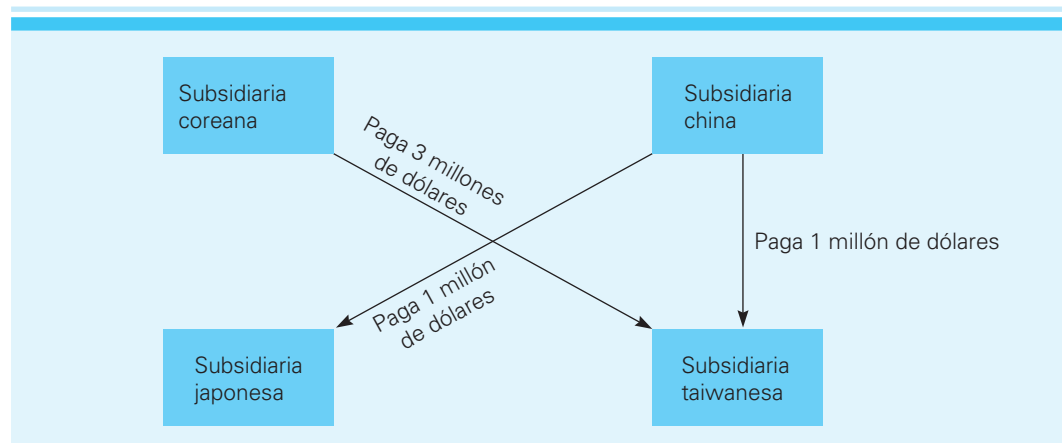 Subsidiaria
coreana
Subsidiaria
china
Paga 3 millones
de dólares
Paga 1 millón de dólares
Paga 1 millón
de dólares
Subsidiaria
japonesa
Subsidiaria
taiwanesa